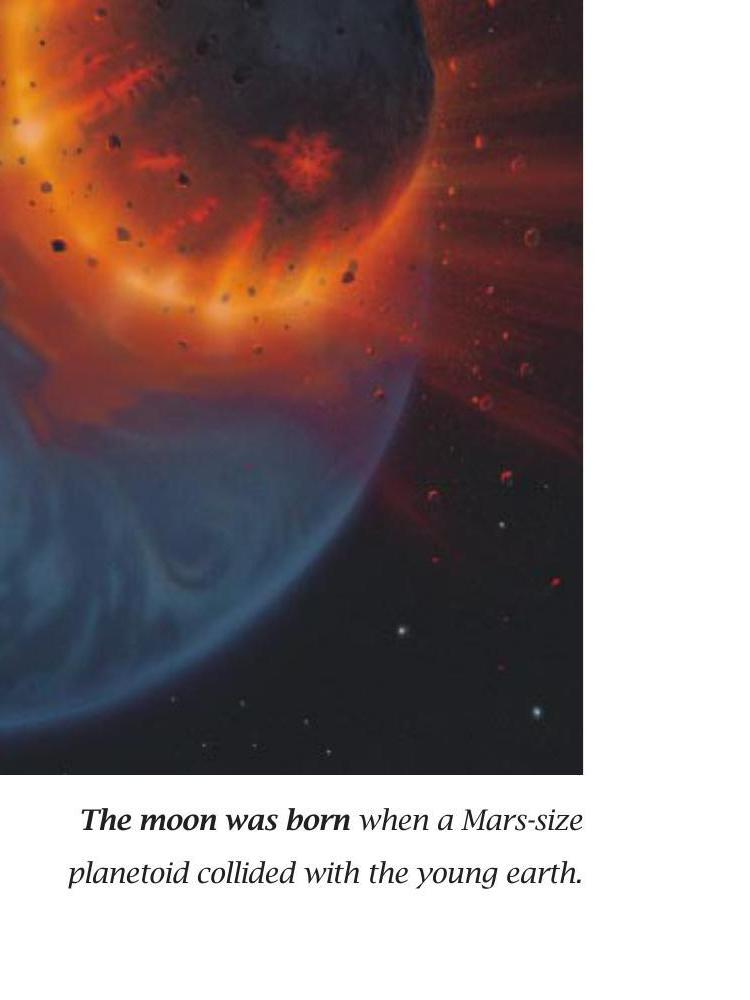 The moon was born when a Mars-size
planetoid collided with the young earth.